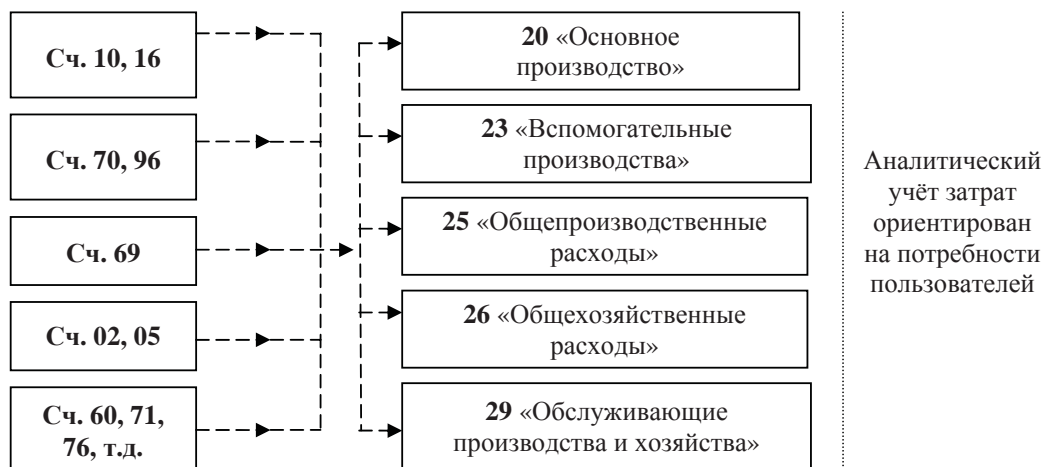 Сч. 10, 16
Сч. 70, 96
Сч. 69
Сч. 02, 05
Сч. 60, 71,
76, т.д.
20 «Основное
производство»
23 «Вспомогательные
производства»
25 «Общепроизводственные
расходы»
26 «Общехозяйственные
расходы»
29 «Обслуживающие
производства и хозяйства»
Аналитический
учёт затрат
ориентирован
на потребности
пользователей